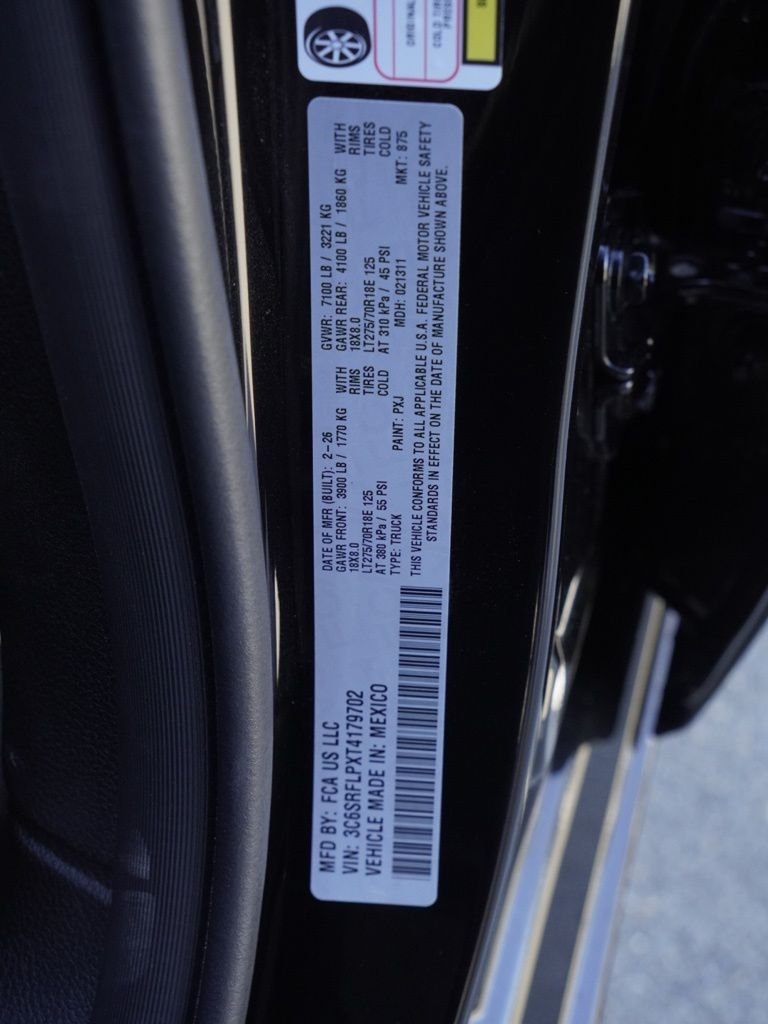 ORIGINAL
COLD TIRE
MFD BY: FCA US LLC
VIN: 3C6SRFLPXT4179702
VEHICLE MADE IN: MEXICO
DATE OF MFR (BUILT): 2-26 GVWR: 7100 LB / 3221 KG
GAWR FRONT: 3900 LB / 1770 KG WITH GAWR REAR: 4100 LB / 1860 KG WITH
18X8.0 RIMS 18X8.0 RIMS
LT275/70R18E 125 TIRES LT275/70R18E 125 TIRES
AT 380 kPa / 55 PSI COLD AT 310 kPa / 45 PSI COLD
TYPE: TRUCK PAINT: PXJ MDH: 021311 MKT: 875
THIS VEHICLE CONFORMS TO ALL APPLICABLE U.S.A. FEDERAL MOTOR VEHICLE SAFETY
STANDARDS IN EFFECT ON THE DATE OF MANUFACTURE SHOWN ABOVE.